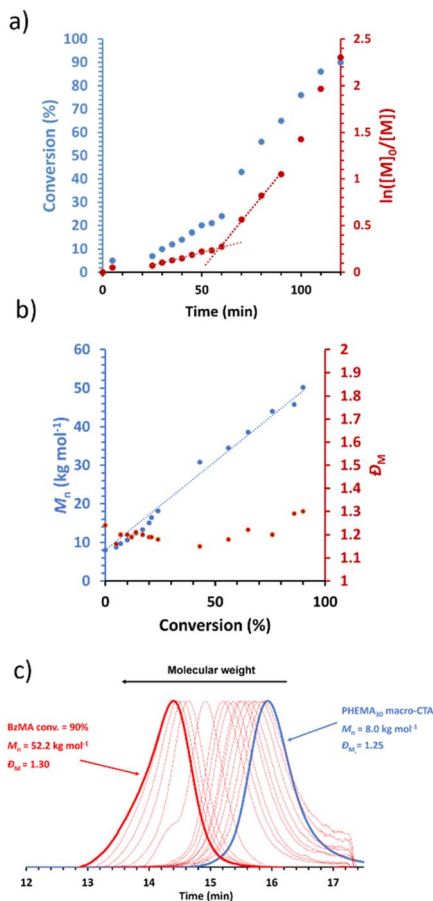 a)
100
90
80
70
60
50
40
30
20
10
0
Conversion (%)
2.5
2
1.5
1
0.5
0
ln([M]0/[M])
0 50 100
Time (min)
b)
60
50
40
30
20
10
0
Mn (kg mol-1)
2
1.9
1.8
1.7
1.6
1.5
1.4
1.3
1.2
1.1
1
ĐM
0 50 100
Conversion (%)
c)
Molecular weight
BzMA conv. = 90%
Mn = 52.2 kg mol-1
ĐM = 1.30
PHEMA30 macro-CTA
Mn = 8.0 kg mol-1
ĐM = 1.25
12 13 14 15 16 17
Time (min)